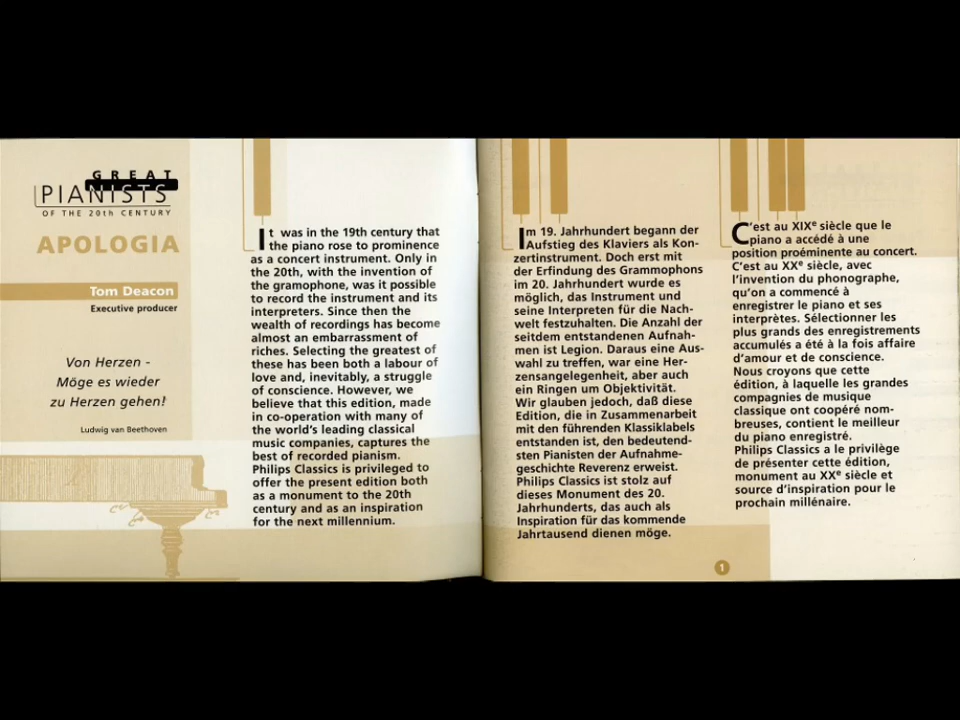 GREAT
PIANISTS
OF THE 20th CENTURY
APOLOGIA
Tom Deacon
Executive producer
Von Herzen -
Möge es wieder
zu Herzen gehen!
Ludwig van Beethoven
It was in the 19th century that
the piano rose to prominence
as a concert instrument. Only in
the 20th, with the invention of
the gramophone, was it possible
to record the instrument and its
interpreters. Since then the
wealth of recordings has become
almost an embarrassment of
riches. Selecting the greatest of
these has been both a labour of
love and, inevitably, a struggle
of conscience. However, we
believe that this edition, made
in co-operation with many of
the world's leading classical
music companies, captures the
best of recorded pianism.
Philips Classics is privileged to
offer the present edition both
as a monument to the 20th
century and as an inspiration
for the next millennium.
Im 19. Jahrhundert begann der
Aufstieg des Klaviers als Kon-
zertinstrument. Doch erst mit
der Erfindung des Grammophons
im 20. Jahrhundert wurde es
möglich, das Instrument und
seine Interpreten für die Nach-
welt festzuhalten. Die Anzahl der
seitdem entstandenen Aufnah-
men ist Legion. Daraus eine Aus-
wahl zu treffen, war eine Her-
zensangelegenheit, aber auch
ein Ringen um Objektivität.
Wir glauben jedoch, daß diese
Edition, die in Zusammenarbeit
mit den führenden Klassiklabels
entstanden ist, den bedeutend-
sten Pianisten der Aufnahme-
geschichte Reverenz erweist.
Philips Classics ist stolz auf
dieses Monument des 20.
Jahrhunderts, das auch als
Inspiration für das kommende
Jahrtausend dienen möge.
C'est au XIXe siècle que le
piano a accédé à une
position proéminente au concert.
C'est au XXe siècle, avec
l'invention du phonographe,
qu'on a commencé à
enregistrer le piano et ses
interprètes. Sélectionner les
plus grands des enregistrements
accumulés a été à la fois affaire
d'amour et de conscience.
Nous croyons que cette
édition, à laquelle les grandes
compagnies de musique
classique ont coopéré nom-
breuses, contient le meilleur
du piano enregistré.
Philips Classics a le privilège
de présenter cette édition,
monument au XXe siècle et
source d'inspiration pour le
prochain millénaire.
1